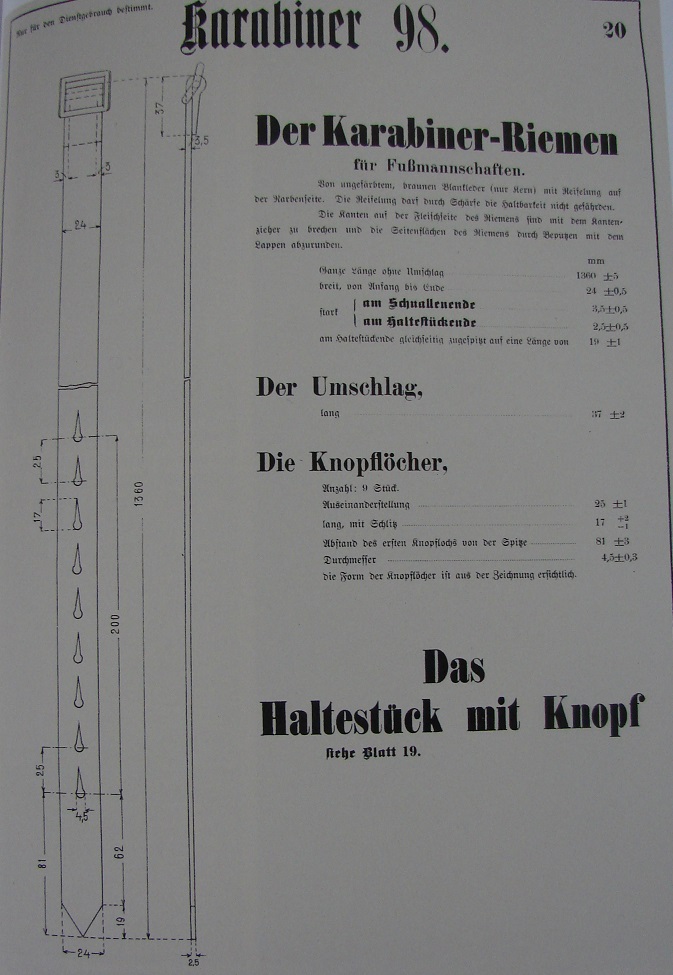 Nur für den Dienstgebrauch bestimmt.
Karabiner 98.
20
Der Karabiner-Riemen
für Fußmannschaften.
Von ungefärbtem, braunen Blankleder (nur Kern) mit Reifelung auf
der Narbenseite. Die Reifelung darf durch Schärfe die Haltbarkeit nicht gefährden.
Die Kanten auf der Fleischseite des Riemens sind mit dem Kanten-
zieher zu brechen und die Seitenflächen des Riemens durch Beputzen mit dem
Lappen abzurunden.
mm
Ganze Länge ohne Umschlag 1360 ±5
breit, von Anfang bis Ende 24 ±0,5
stark
am Schnallenende 3,5±0,5
am Haltestückende 2,5±0,5
am Haltestückende gleichseitig zugespitzt auf eine Länge von 19 ±1
Der Umschlag,
lang 37 ±2
Die Knopflöcher,
Anzahl: 9 Stück.
Auseinanderstellung 25 ±1
lang, mit Schlitz 17 +2 −1
Abstand des ersten Knopflochs von der Spitze 81 ±3
Durchmesser 4,5±0,3
die Form der Knopflöcher ist aus der Zeichnung ersichtlich.
Das
Haltestück mit Knopf
siehe Blatt 19.
37
3,5
3
3
24
25
17
1360
200
25
4,5
81
62
19
24
2,5